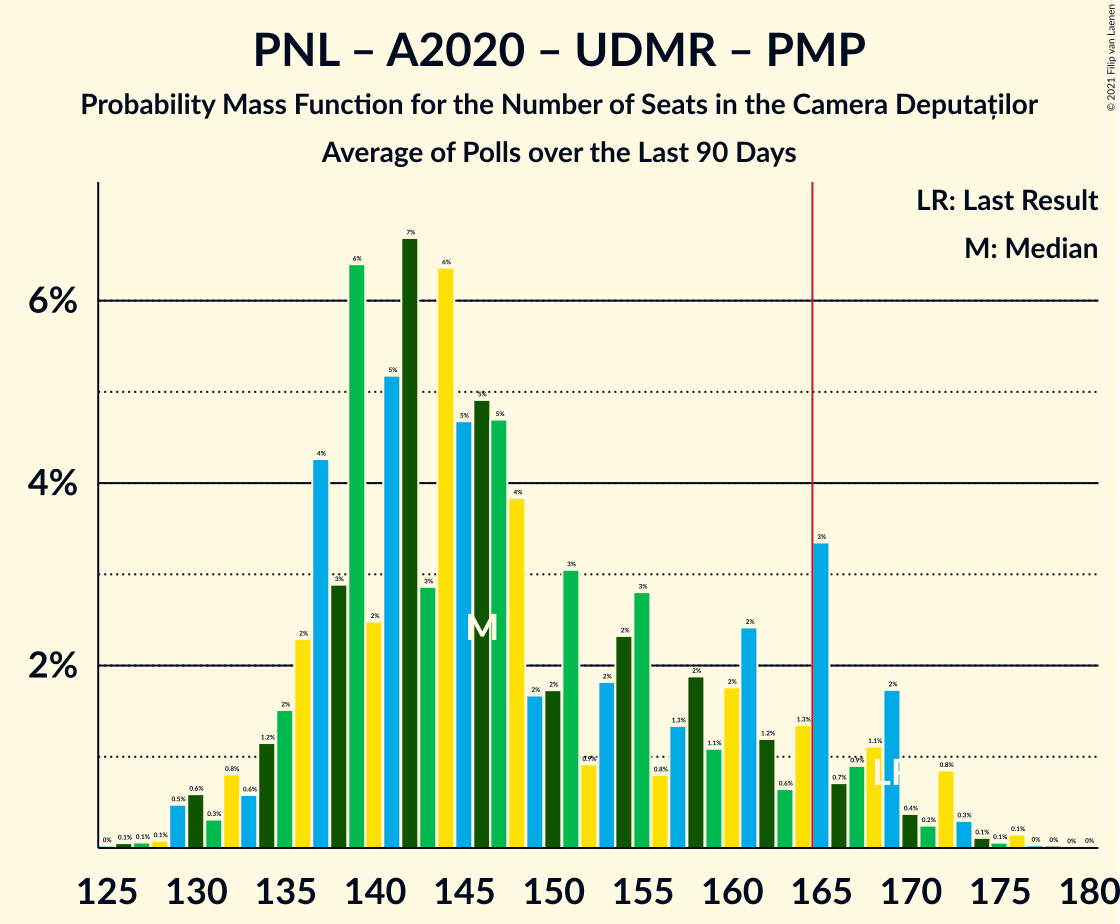 PNL – A2020 – UDMR – PMP
Probability Mass Function for the Number of Seats in the Camera Deputaților
Average of Polls over the Last 90 Days
© 2021 Filip van Laenen
LR: Last Result
M: Median
6%
4%
2%
0% 0.1% 0.1% 0.1% 0.5% 0.6% 0.3% 0.8% 0.6% 1.2% 2% 2% 4% 3% 6% 2% 5% 7% 3% 6% 5% 5% 5% 4% 2% 2% 3% 0.9% 2% 2% 3% 0.8% 1.3% 2% 1.1% 2% 2% 1.2% 0.6% 1.3% 3% 0.7% 0.9% 1.1% 2% 0.4% 0.2% 0.8% 0.3% 0.1% 0.1% 0.1% 0% 0% 0% 0%
M
LR
125 130 135 140 145 150 155 160 165 170 175 180